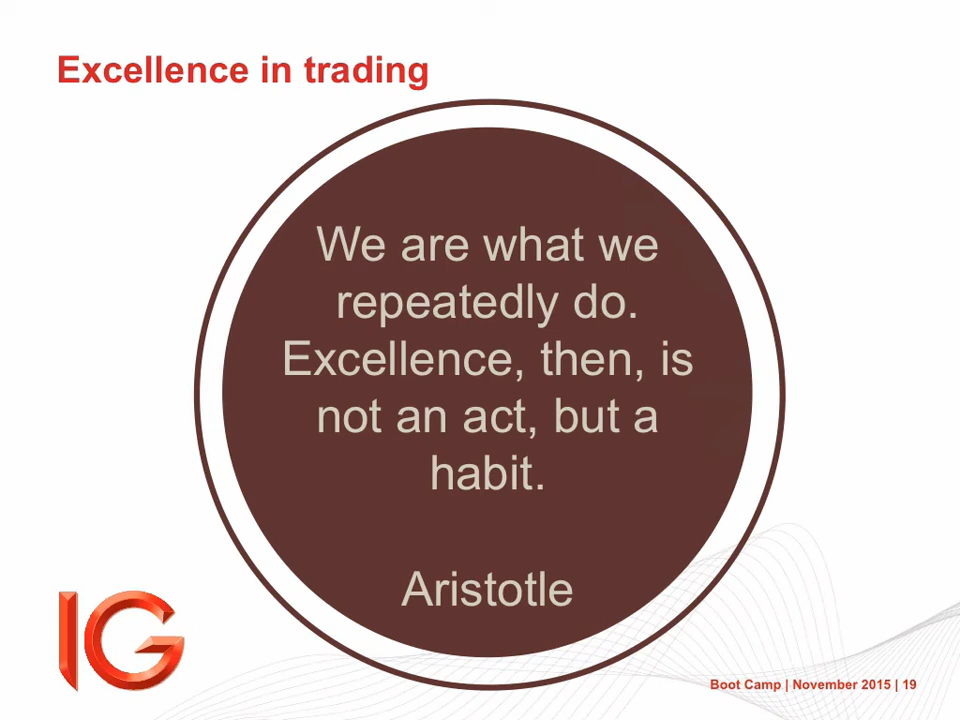 Excellence in trading
We are what we
repeatedly do.
Excellence, then, is
not an act, but a
habit.
Aristotle
IG
Boot Camp | November 2015 | 19